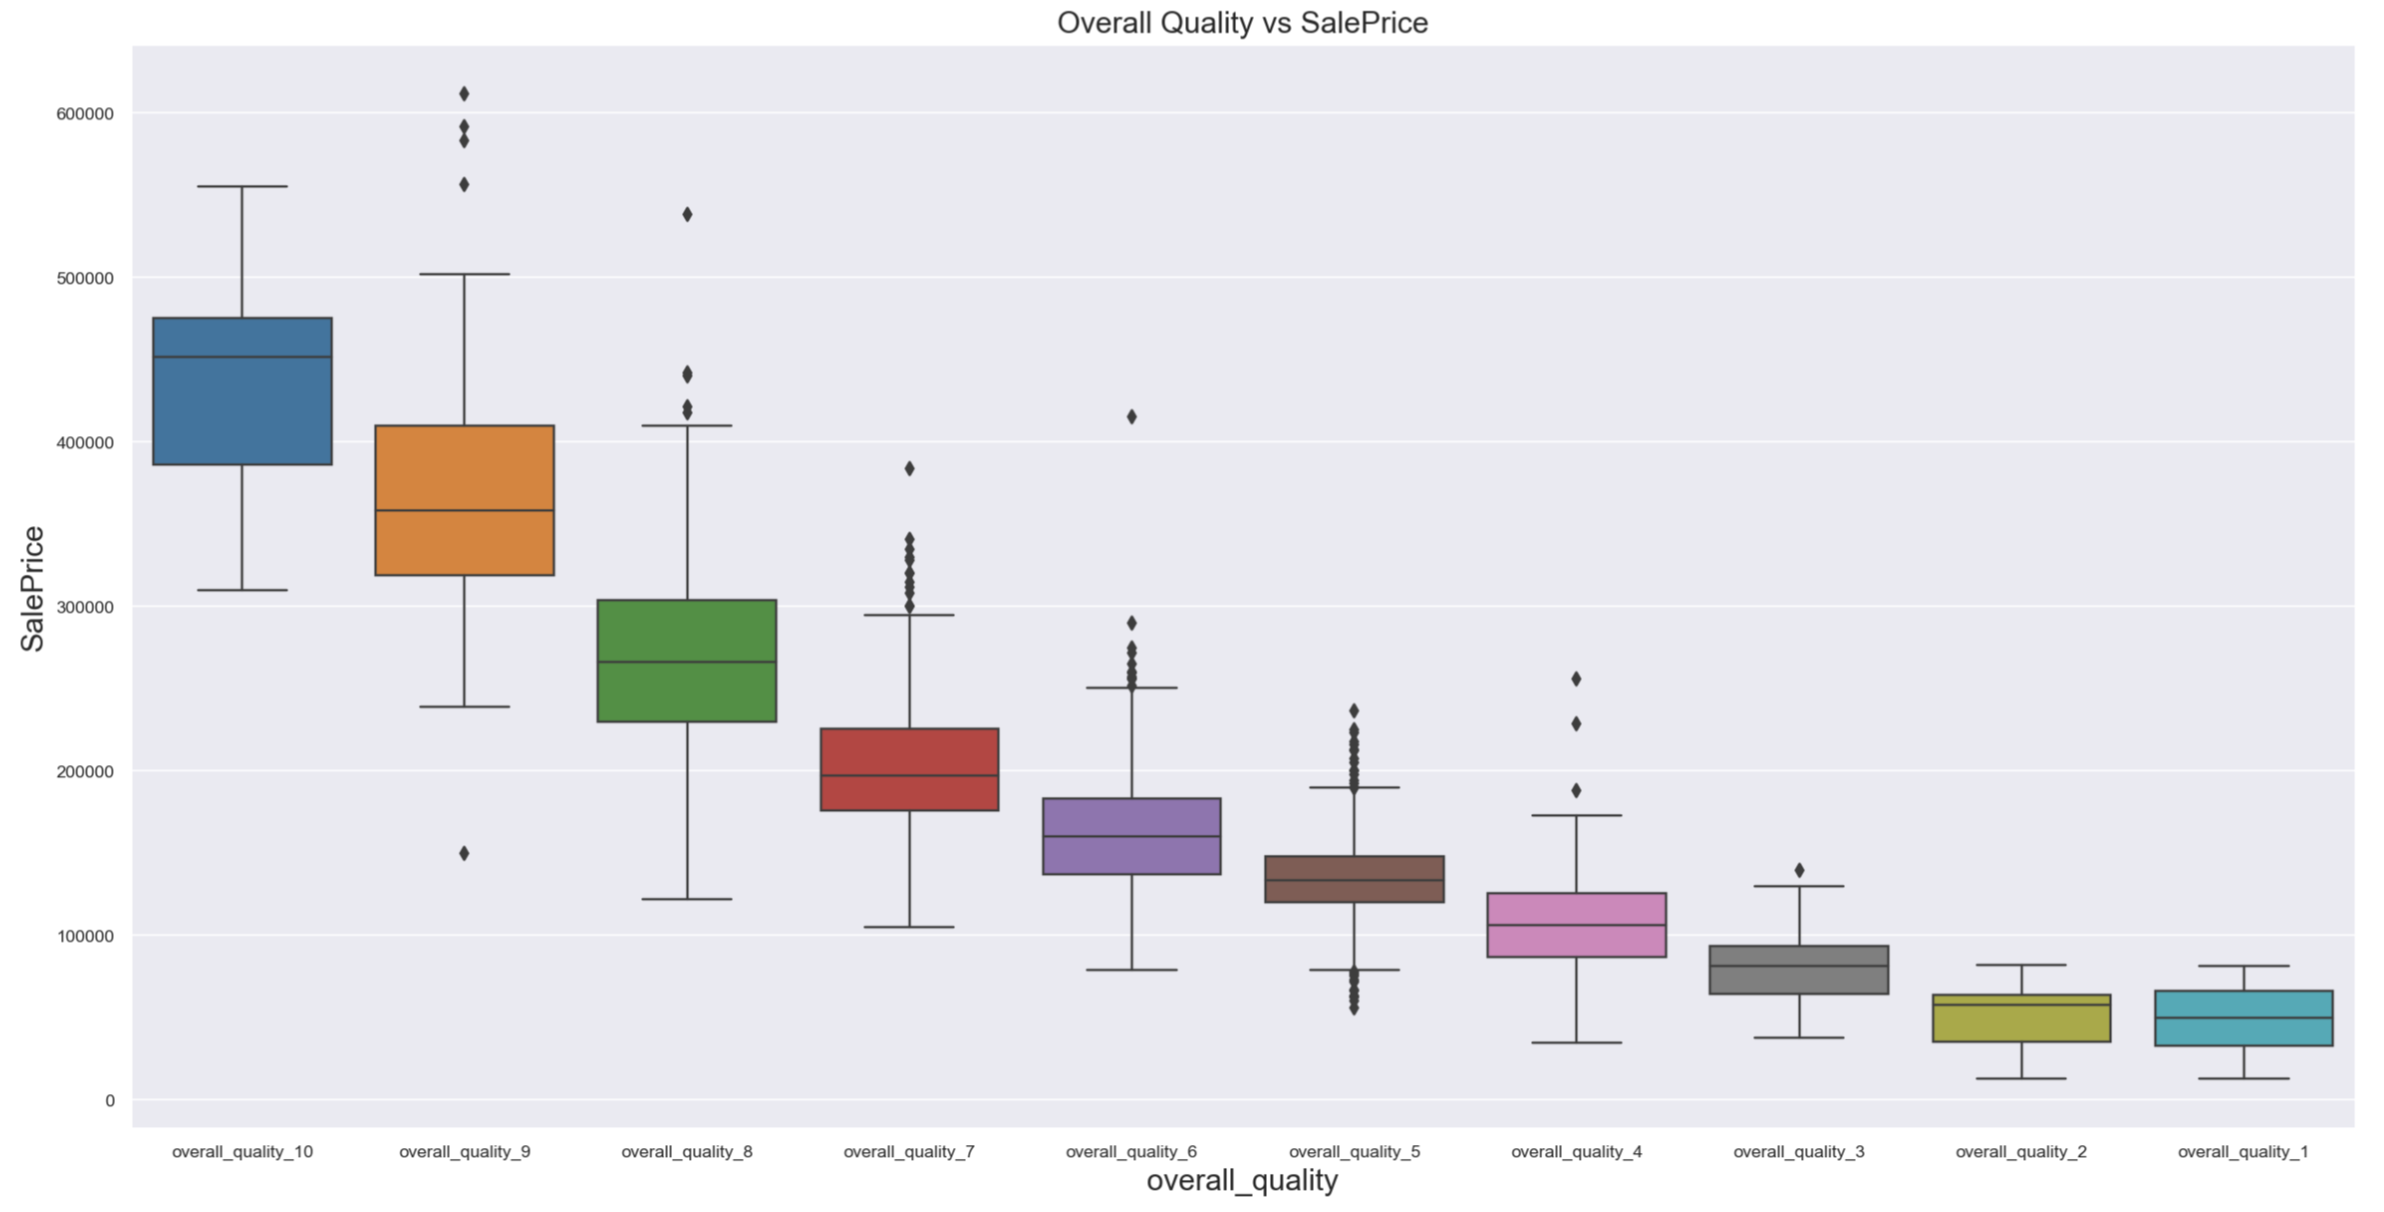 Overall Quality vs SalePrice
SalePrice
600000
500000
400000
300000
200000
100000
0
overall_quality_10 overall_quality_9 overall_quality_8 overall_quality_7 overall_quality_6 overall_quality_5 overall_quality_4 overall_quality_3 overall_quality_2 overall_quality_1
overall_quality